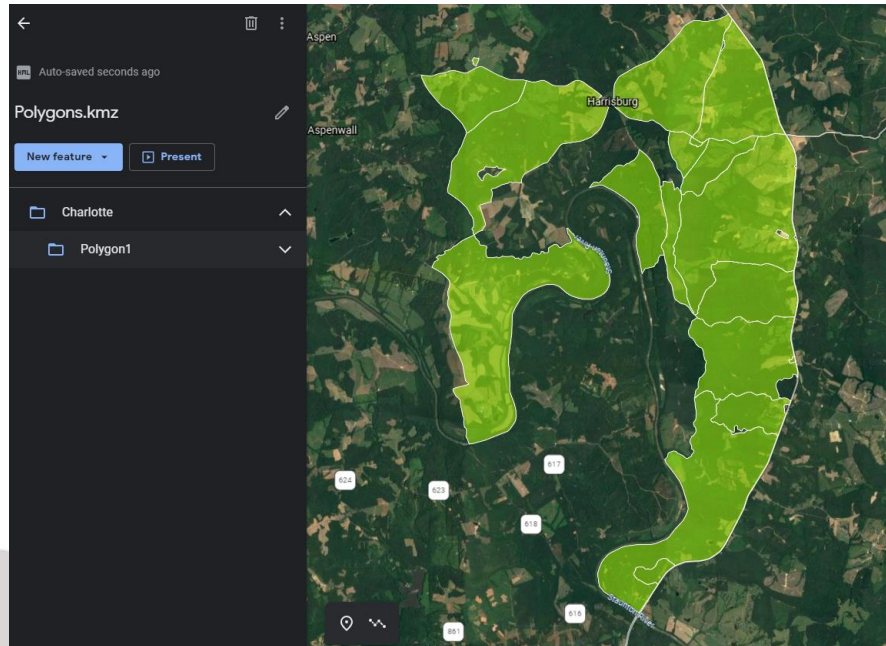 KML
Auto-saved seconds ago
Polygons.kmz
New feature
Present
Charlotte
Polygon1
Aspen
Harrisburg
Aspenwall
617
624
623
618
616
861